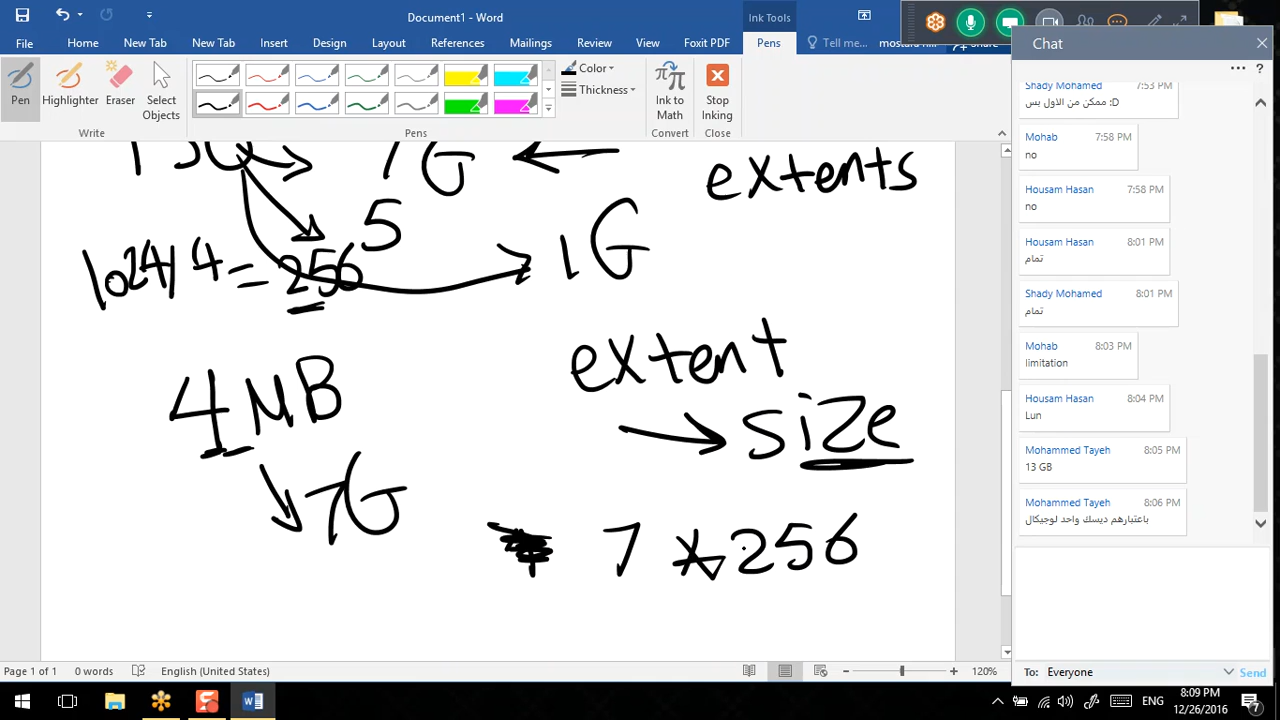 Document1 - Word
Ink Tools
File
Home
New Tab
New Tab
Insert
Design
Layout
References
Mailings
Review
View
Foxit PDF
Pens
Tell me...
Share
Pen
Highlighter
Eraser
Select Objects
Color
Thickness
Ink to Math
Stop Inking
Write
Pens
Convert
Close
7G
extents
5
1G
1024/4=256
extent
4MB
size
7G
7 * 256
Page 1 of 1
0 words
English (United States)
120%
Chat
Shady Mohamed 7:53 PM
ممكن من الاول بس :D
Mohab 7:58 PM
no
Housam Hasan 7:58 PM
no
Housam Hasan 8:01 PM
تمام
Shady Mohamed 8:01 PM
تمام
Mohab 8:03 PM
limitation
Housam Hasan 8:04 PM
Lun
Mohammed Tayeh 8:05 PM
13 GB
Mohammed Tayeh 8:06 PM
باعتبارهم ديسك واحد لوجيكال
To: Everyone
Send
ENG
8:09 PM
12/26/2016
7